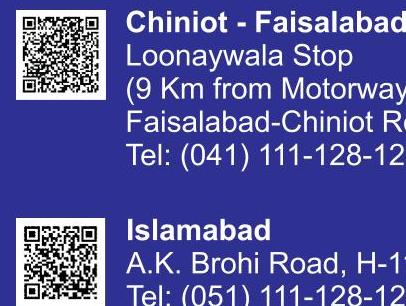 Chiniot - Faisalabad
Loonaywala Stop
(9 Km from Motorway
Faisalabad-Chiniot
Tel: (041) 111-128-12
Islamabad
A.K. Brohi Road, H-1
Tel: (051) 111-128-12